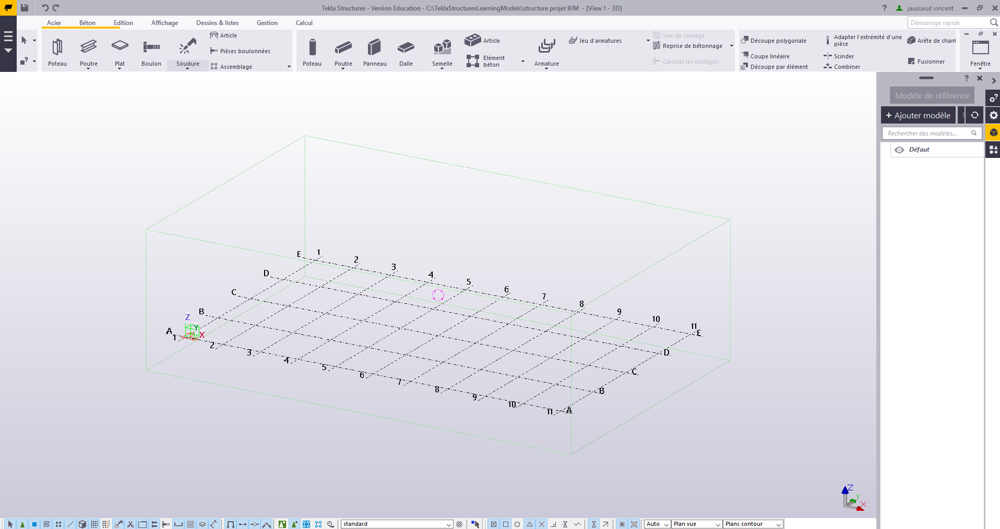 Tekla Structures - Version Education - C:\TeklaStructuresLearningModels\structure projet BIM - [View 1 - 3D]
? jaussaud vincent
Acier Béton Edition Affichage Dessins & listes Gestion Calcul
Démarrage rapide
Poteau Poutre Plat Boulon Soudure
Article
Pièces boulonnées
Assemblage
Poteau Poutre Panneau Dalle Semelle
Article
Elément béton
Armature
Jeu d'armatures
Vue de coulage
Reprise de bétonnage
Calculer les coulages
Découpe polygonale
Coupe linéaire
Découpe par élément
Adapter l'extrémité d'une
pièce
Scinder
Combiner
Arête de chanf
Fusionner
Fenêtre
?
Modèle de référence
+ Ajouter modèle
Rechercher des modèles...
Défaut
E 1 2 3 4 5 6 7 8 9 10 11 E
D D
C C
B B
A A
Z Y X
1 2 3 4 5 6 7 8 9 10 11
Z Y X
standard
Auto Plan vue Plans contour